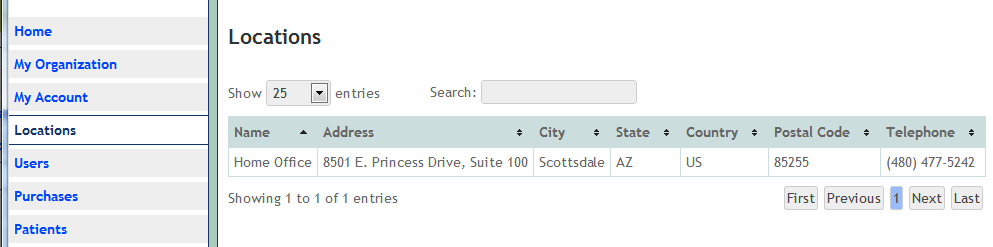 Home
My Organization
My Account
Locations
Users
Purchases
Patients
Locations
Show 25 entries Search:
Name Address City State Country Postal Code Telephone
Home Office 8501 E. Princess Drive, Suite 100 Scottsdale AZ US 85255 (480) 477-5242
Showing 1 to 1 of 1 entries First Previous 1 Next Last